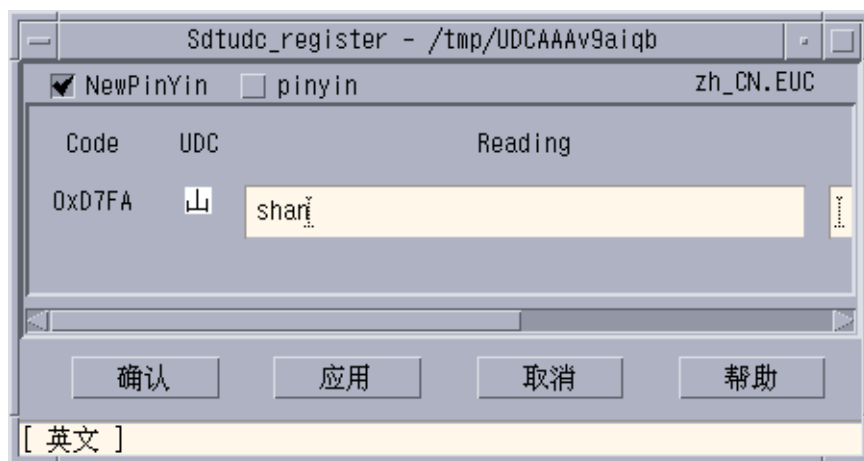 Sdtudc_register - /tmp/UDCAAAv9aiqb
NewPinYin pinyin zh_CN.EUC
Code UDC Reading
0xD7FA 山 shan
确认 应用 取消 帮助
[ 英文 ]